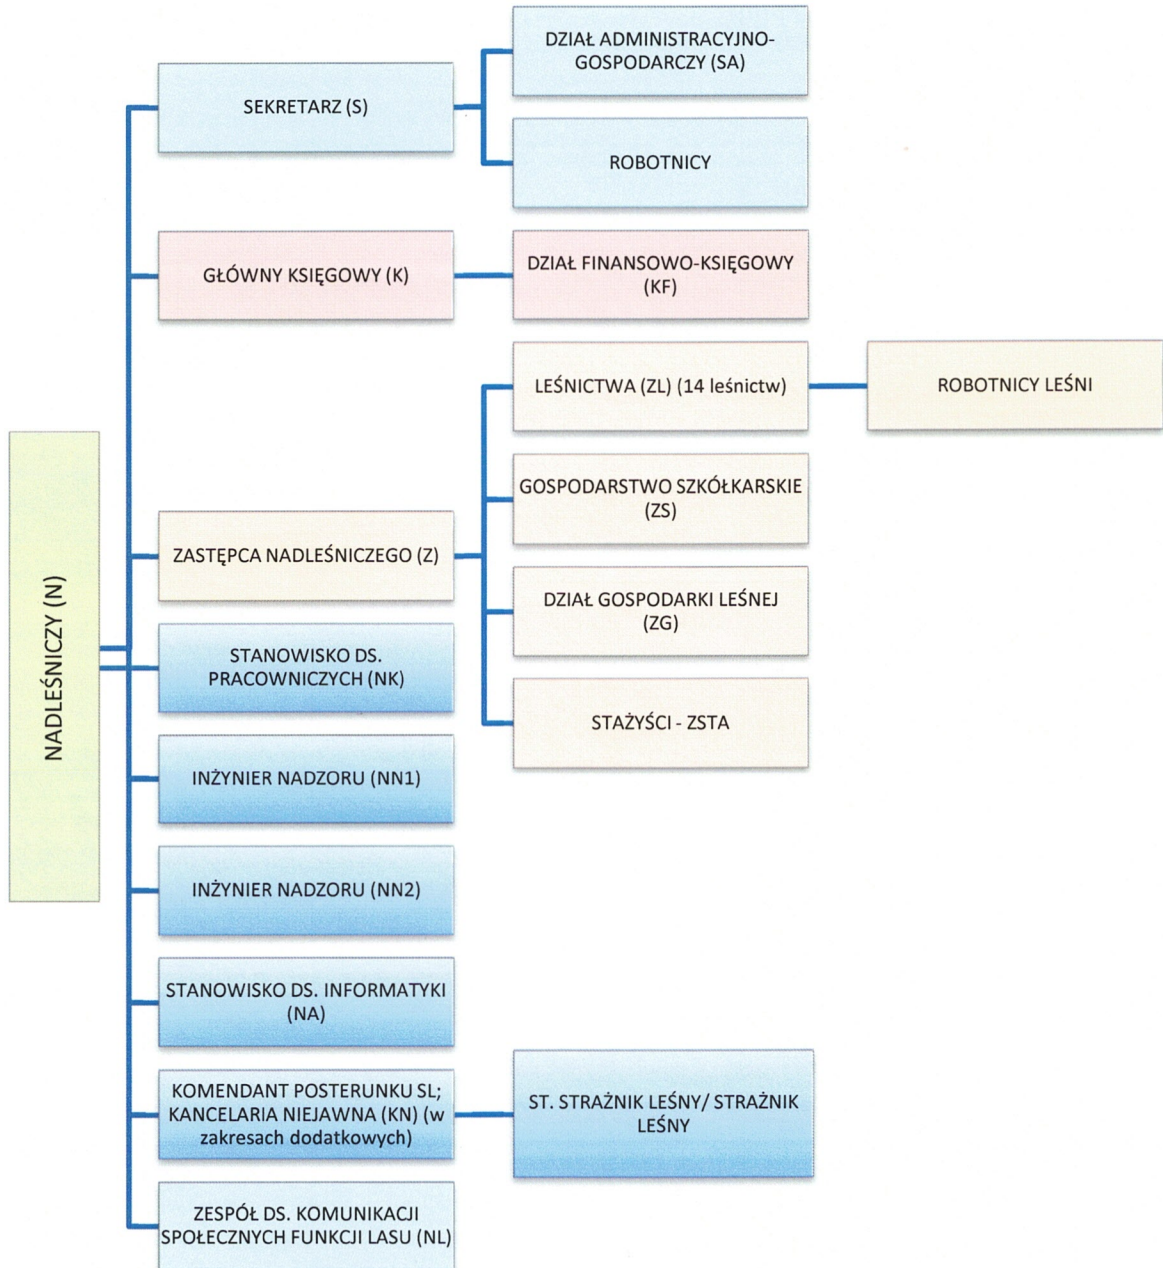 DZIAŁ ADMINISTRACYJNO-
GOSPODARCZY (SA)
SEKRETARZ (S)
ROBOTNICY
GŁÓWNY KSIĘGOWY (K)
DZIAŁ FINANSOWO-KSIĘGOWY
(KF)
LEŚNICTWA (ZL) (14 leśnictw)
ROBOTNICY LEŚNI
GOSPODARSTWO SZKÓŁKARSKIE
(ZS)
ZASTĘPCA NADLEŚNICZEGO (Z)
DZIAŁ GOSPODARKI LEŚNEJ
(ZG)
STAŻYŚCI - ZSTA
NADLEŚNICZY (N)
STANOWISKO DS.
PRACOWNICZYCH (NK)
INŻYNIER NADZORU (NN1)
INŻYNIER NADZORU (NN2)
STANOWISKO DS. INFORMATYKI
(NA)
KOMENDANT POSTERUNKU SL;
KANCELARIA NIEJAWNA (KN) (w
zakresach dodatkowych)
ST. STRAŻNIK LEŚNY/ STRAŻNIK
LEŚNY
ZESPÓŁ DS. KOMUNIKACJI
SPOŁECZNYCH FUNKCJI LASU (NL)